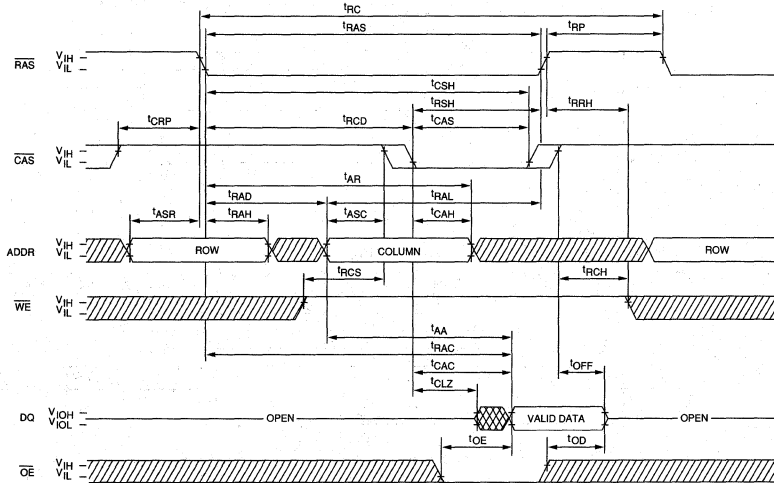 tRC
tRAS
tRP
RAS
VIH
VIL
tCSH
tRSH
tRRH
tCRP
tRCD
tCAS
CAS
VIH
VIL
tAR
tRAD
tRAL
tASR
tRAH
tASC
tCAH
ADDR
VIH
VIL
ROW
COLUMN
ROW
tRCS
tRCH
WE
VIH
VIL
tAA
tRAC
tCAC
tOFF
tCLZ
DQ
VIOH
VIOL
OPEN
VALID DATA
OPEN
tOE
tOD
OE
VIH
VIL